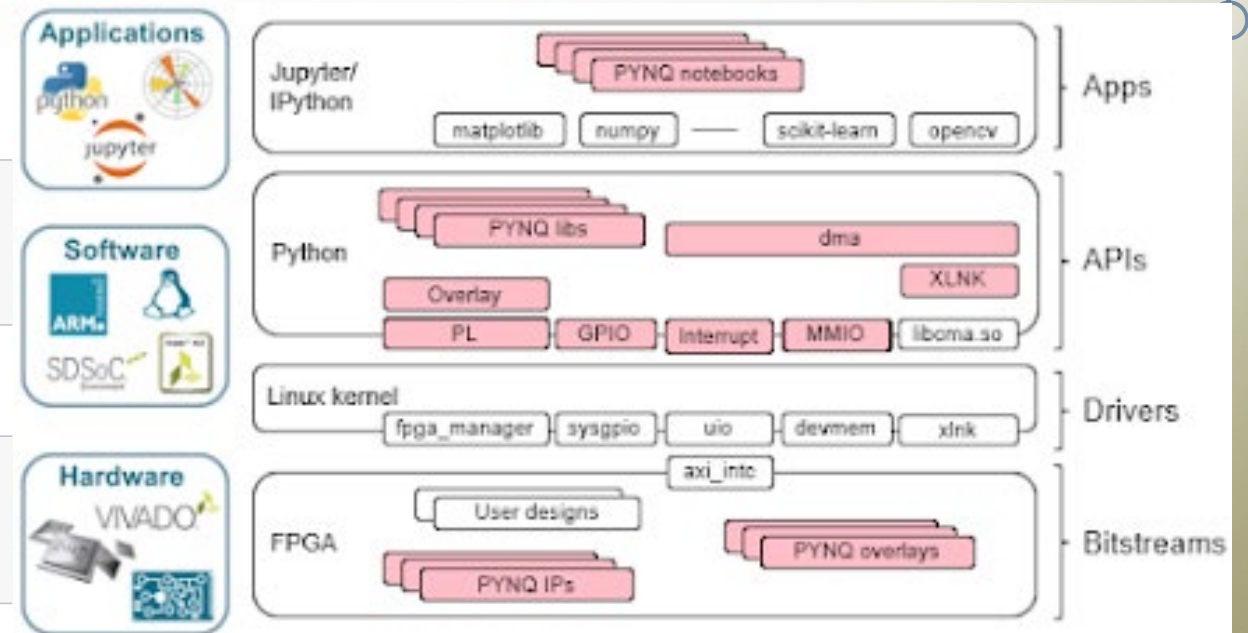 Applications
python
jupyter
Jupyter/
IPython
PYNQ notebooks
matplotlib
numpy
scikit-learn
opencv
Apps
Software
ARM
SDSoC
Python
PYNQ libs
dma
XLNK
Overlay
PL
GPIO
Interrupt
MMIO
libcma.so
APIs
Linux kernel
fpga_manager
sysgpio
uio
devmem
xlnk
Drivers
Hardware
VIVADO
FPGA
axi_intc
User designs
PYNQ IPs
PYNQ overlays
Bitstreams